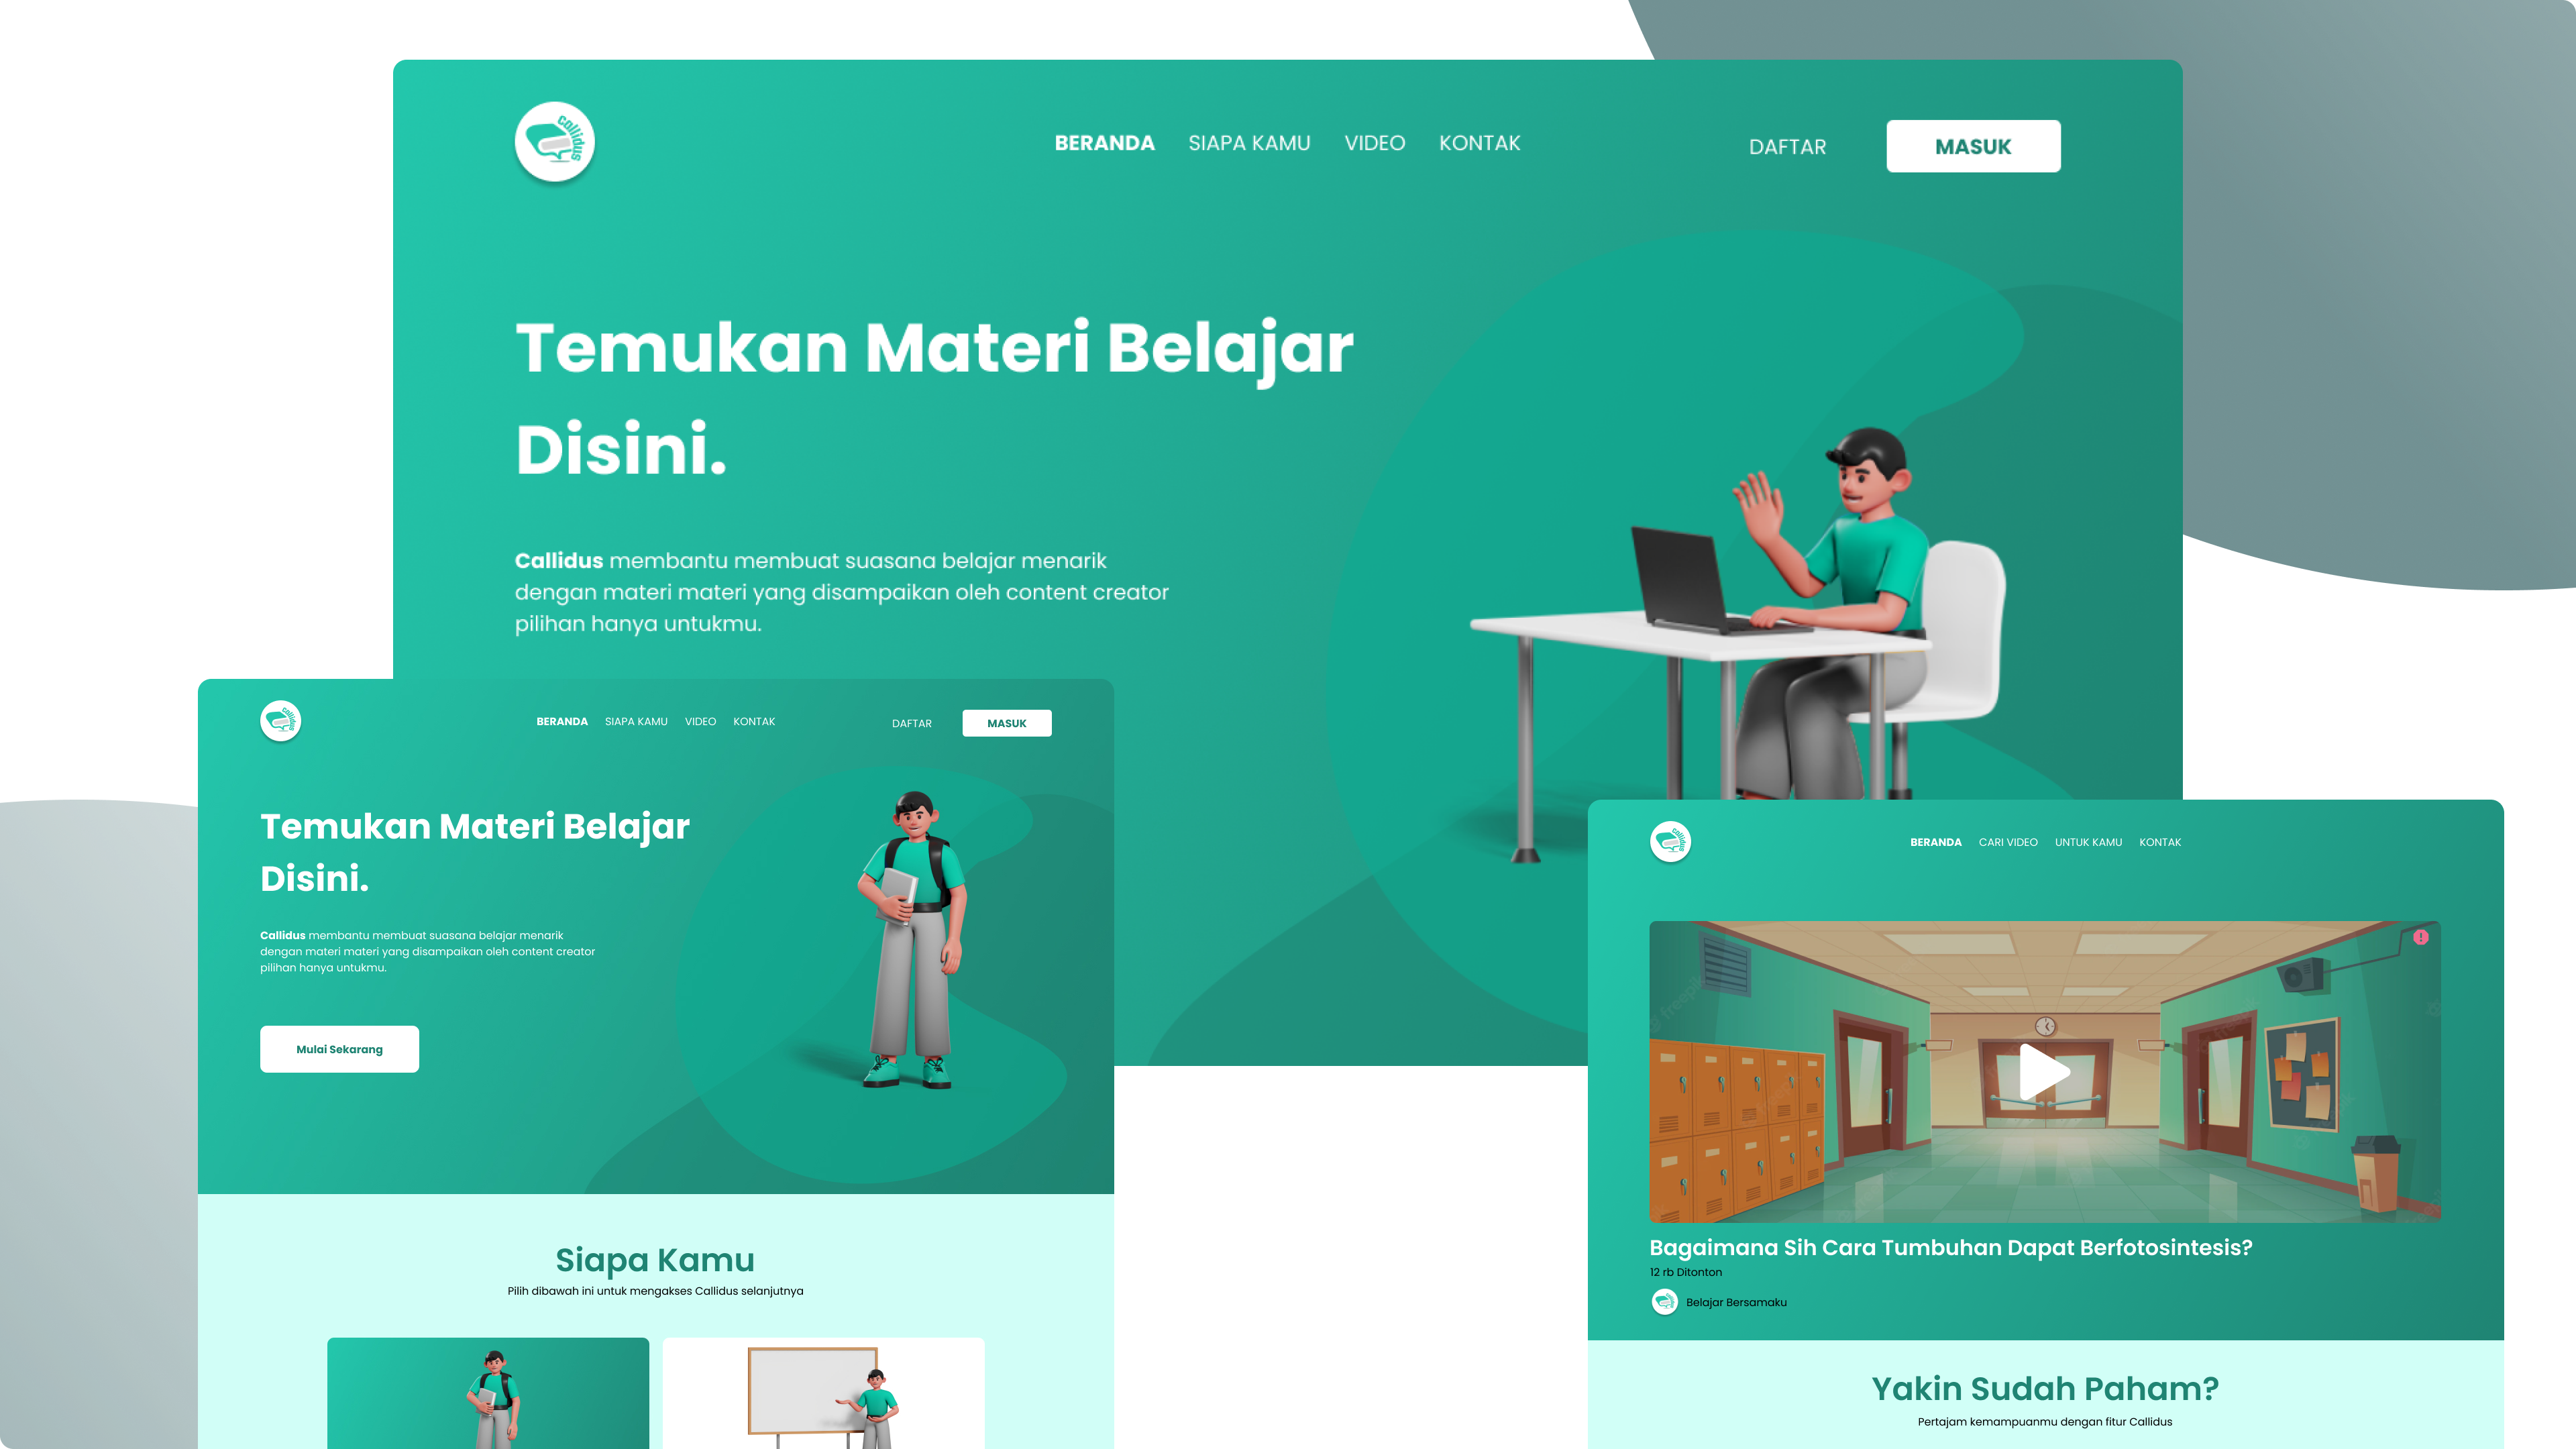 callidus
BERANDA SIAPA KAMU VIDEO KONTAK
DAFTAR MASUK
Temukan Materi Belajar
Disini.
Callidus membantu membuat suasana belajar menarik
dengan materi materi yang disampaikan oleh content creator
pilihan hanya untukmu.
callidus
BERANDA SIAPA KAMU VIDEO KONTAK
DAFTAR MASUK
Temukan Materi Belajar
Disini.
Callidus membantu membuat suasana belajar menarik
dengan materi materi yang disampaikan oleh content creator
pilihan hanya untukmu.
Mulai Sekarang
Siapa Kamu
Pilih dibawah ini untuk mengakses Callidus selanjutnya
callidus
BERANDA CARI VIDEO UNTUK KAMU KONTAK
Bagaimana Sih Cara Tumbuhan Dapat Berfotosintesis?
12 rb Ditonton
Belajar Bersamaku
Yakin Sudah Paham?
Pertajam kemampuanmu dengan fitur Callidus